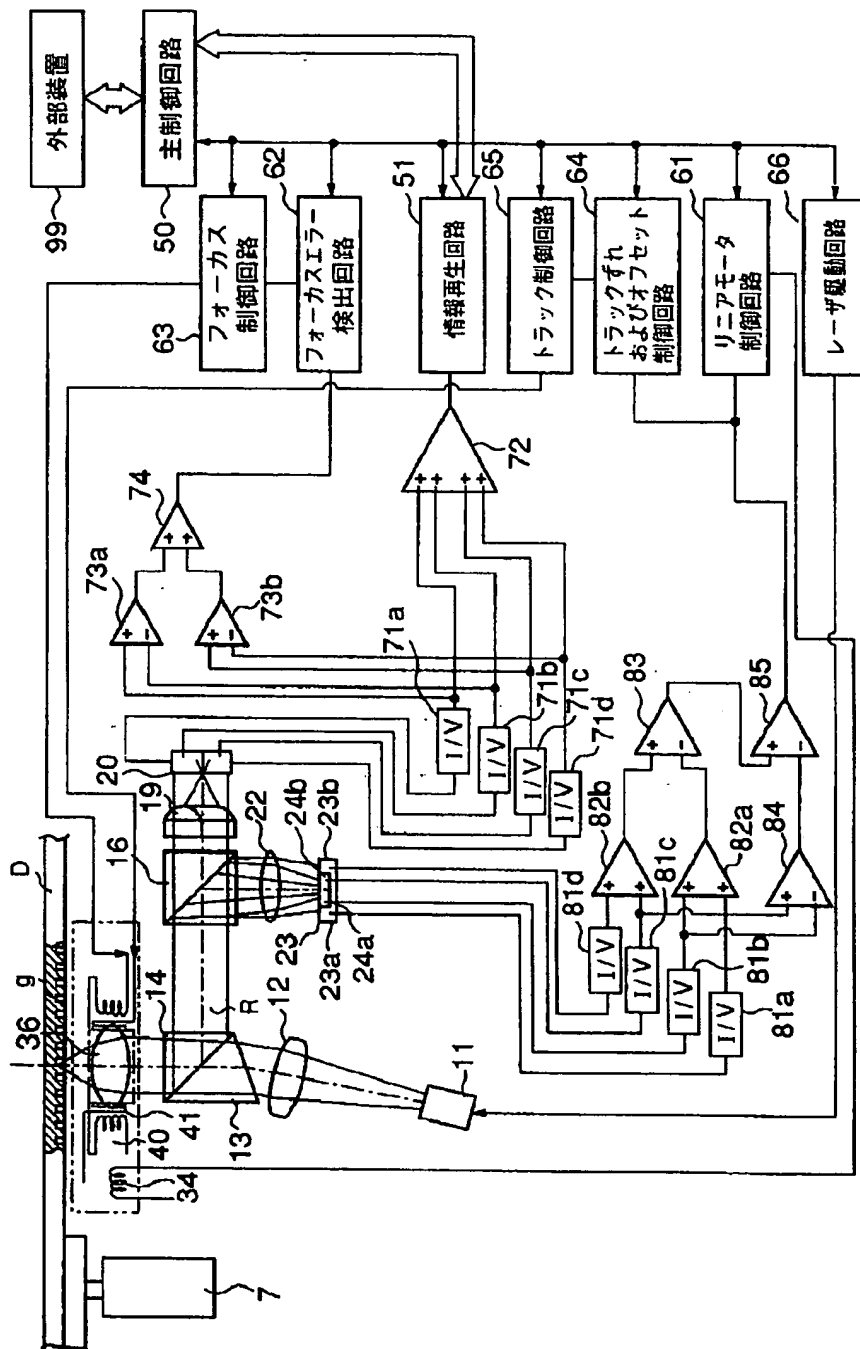 外部装置
99
主制御回路
50
フォーカス
制御回路
63
フォーカスエラー
検出回路
62
情報再生回路
51
トラック制御回路
65
トラックずれ
およびオフセット
制御回路
64
リニアモータ
制御回路
61
レーザ駆動回路
66
74
+
+
73a
+
-
73b
+
-
72
+
+
+
+
71a
I/V
71b
I/V
71c
I/V
71d
I/V
83
+
-
85
+
-
82b
+
+
82a
+
+
84
+
-
81d
I/V
81c
I/V
81b
I/V
81a
I/V
20
19
16
22
24b
23b
23
23a
24a
D
g
36
14
R
12
13
11
41
40
34
7